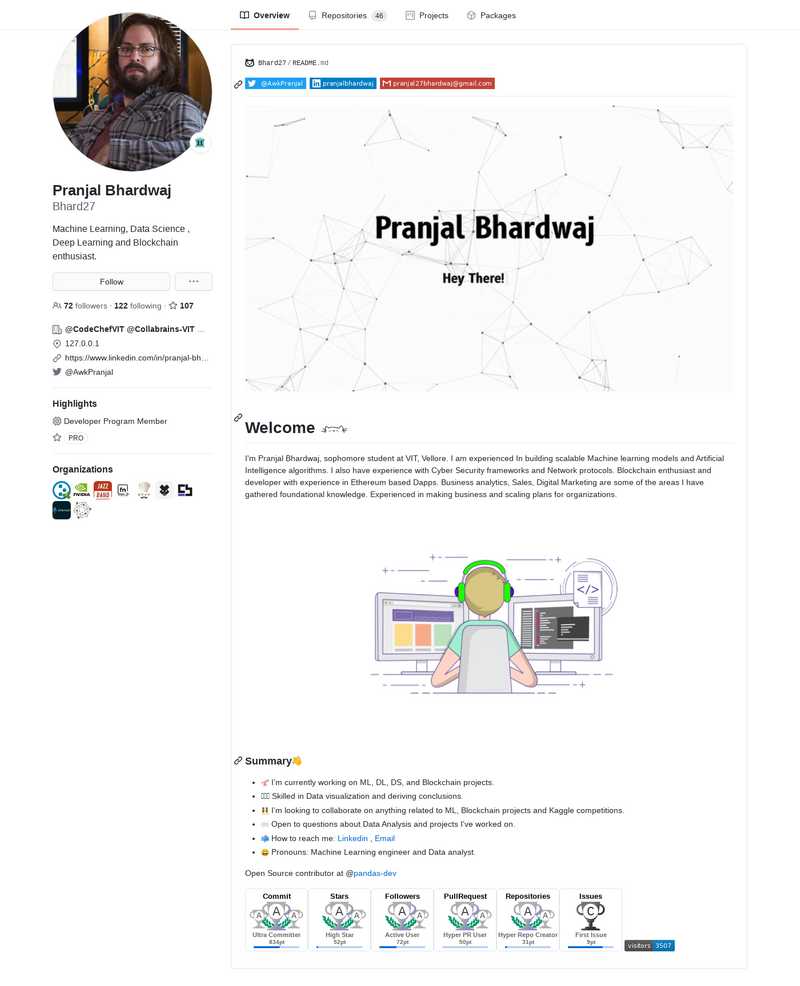 Overview
Repositories 46
Projects
Packages
Pranjal Bhardwaj
Bhard27
Machine Learning, Data Science ,
Deep Learning and Blockchain
enthusiast.
Follow
72 followers · 122 following · 107
@CodeChefVIT @Collabrains-VIT ...
127.0.0.1
https://www.linkedin.com/in/pranjal-bh...
@AwkPranjal
Highlights
Developer Program Member
PRO
Organizations
NVIDIA
JAZZ BAND
Bhard27 / README.md
@AwkPranjal
pranjalbhardwaj
pranjal27bhardwaj@gmail.com
Pranjal Bhardwaj
Hey There!
Welcome
I'm Pranjal Bhardwaj, sophomore student at VIT, Vellore. I am experienced In building scalable Machine learning models and Artificial
Intelligence algorithms. I also have experience with Cyber Security frameworks and Network protocols. Blockchain enthusiast and
developer with experience in Ethereum based Dapps. Business analytics, Sales, Digital Marketing are some of the areas I have
gathered foundational knowledge. Experienced in making business and scaling plans for organizations.
</>
Summary👋
🚀 I'm currently working on ML, DL, DS, and Blockchain projects.
Skilled in Data visualization and deriving conclusions.
👯 I'm looking to collaborate on anything related to ML, Blockchain projects and Kaggle competitions.
💬 Open to questions about Data Analysis and projects I've worked on.
📫 How to reach me: Linkedin , Email
😄 Pronouns: Machine Learning engineer and Data analyst.
Open Source contributor at @pandas-dev
Commit
A A A
Ultra Committer
834pt
Stars
A
High Star
52pt
Followers
A
Active User
72pt
PullRequest
A
Hyper PR User
50pt
Repositories
A
Hyper Repo Creator
31pt
Issues
C
First Issue
9pt
visitors 3507